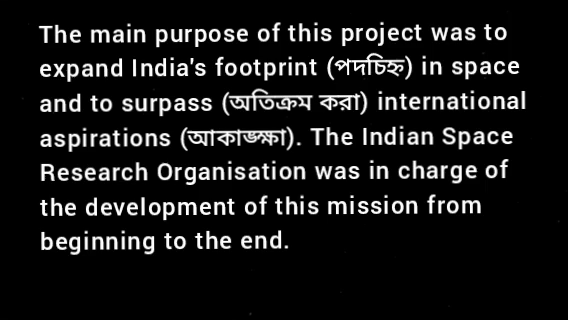 The main purpose of this project was to
expand India's footprint (পদচিহ্ন) in space
and to surpass (অতিক্রম করা) international
aspirations (আকাঙ্ক্ষা). The Indian Space
Research Organisation was in charge of
the development of this mission from
beginning to the end.